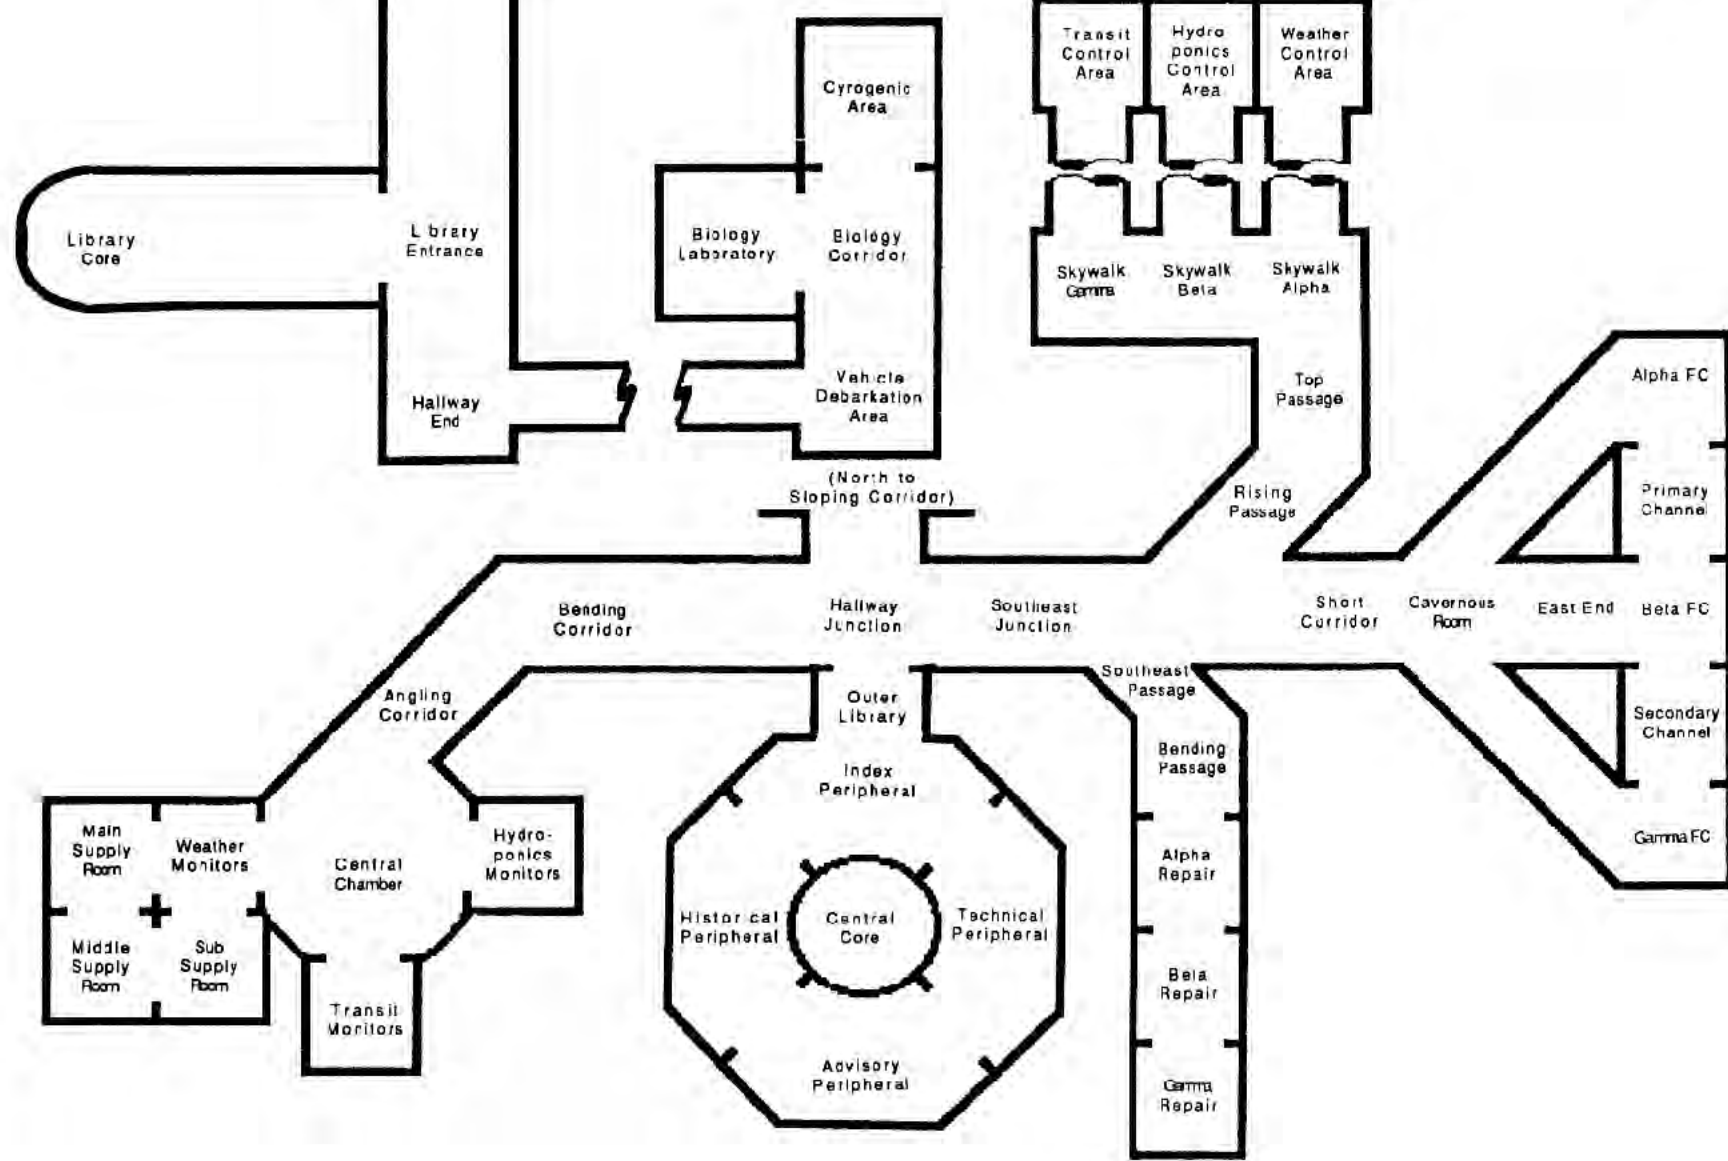 Transit
Control
Area
Hydro
ponics
Control
Area
Weather
Control
Area
Cyrogenic
Area
Library
Core
Library
Entrance
Biology
Laboratory
Biology
Corridor
Skywalk
Gamma
Skywalk
Beta
Skywalk
Alpha
Hallway
End
Vehicle
Debarkation
Area
Top
Passage
Alpha FC
(North to
Sloping Corridor)
Rising
Passage
Primary
Channel
Bending
Corridor
Hallway
Junction
Southeast
Junction
Short
Corridor
Cavernous
Room
East End
Beta FC
Angling
Corridor
Outer
Library
Southeast
Passage
Secondary
Channel
Index
Peripheral
Bending
Passage
Main
Supply
Room
Weather
Monitors
Central
Chamber
Hydro-
ponics
Monitors
Alpha
Repair
Gamma FC
Historical
Peripheral
Central
Core
Technical
Peripheral
Middle
Supply
Room
Sub
Supply
Room
Transit
Monitors
Beta
Repair
Advisory
Peripheral
Gamma
Repair